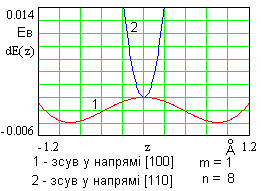 0.014
Ев
dE(z)
2
1
-0.006
-1.2
z
Å
1.2
1 - зсув у напрямі [100]
m = 1
2 - зсув у напрямі [110]
n = 8